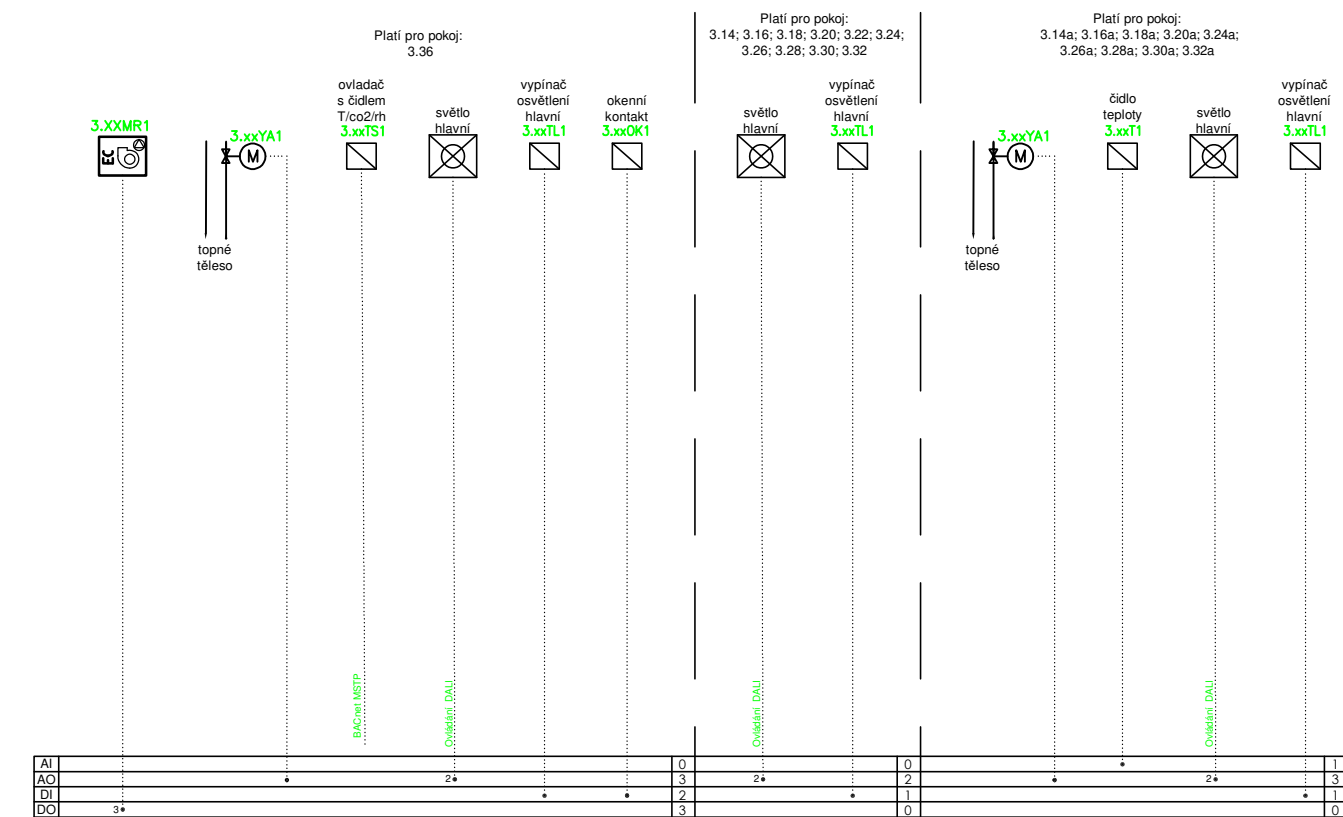 Platí pro pokoj:
3.36
3.XXMR1
EC
3.xxYA1
M
topné
těleso
ovladač
s čidlem
T/co2/rh
3.xxTS1
světlo
hlavní
vypínač
osvětlení
hlavní
3.xxTL1
okenní
kontakt
3.xxOK1
BACnet MSTP
Ovládání DALI
Platí pro pokoj:
3.14; 3.16; 3.18; 3.20; 3.22; 3.24;
3.26; 3.28; 3.30; 3.32
světlo
hlavní
vypínač
osvětlení
hlavní
3.xxTL1
Ovládání DALI
Platí pro pokoj:
3.14a; 3.16a; 3.18a; 3.20a; 3.24a;
3.26a; 3.28a; 3.30a; 3.32a
3.xxYA1
M
topné
těleso
čidlo
teploty
3.xxT1
světlo
hlavní
vypínač
osvětlení
hlavní
3.xxTL1
Ovládání DALI
AI 0 0 1
AO 2 3 2 2 2 3
DI 2 1 1
DO 3 3 0 0